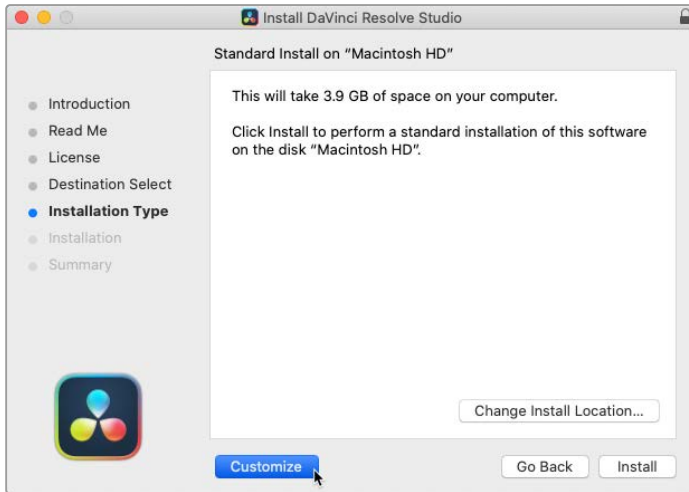 Install DaVinci Resolve Studio
Standard Install on “Macintosh HD”
Introduction
Read Me
License
Destination Select
Installation Type
Installation
Summary
This will take 3.9 GB of space on your computer.
Click Install to perform a standard installation of this software
on the disk “Macintosh HD”.
Change Install Location...
Customize
Go Back
Install